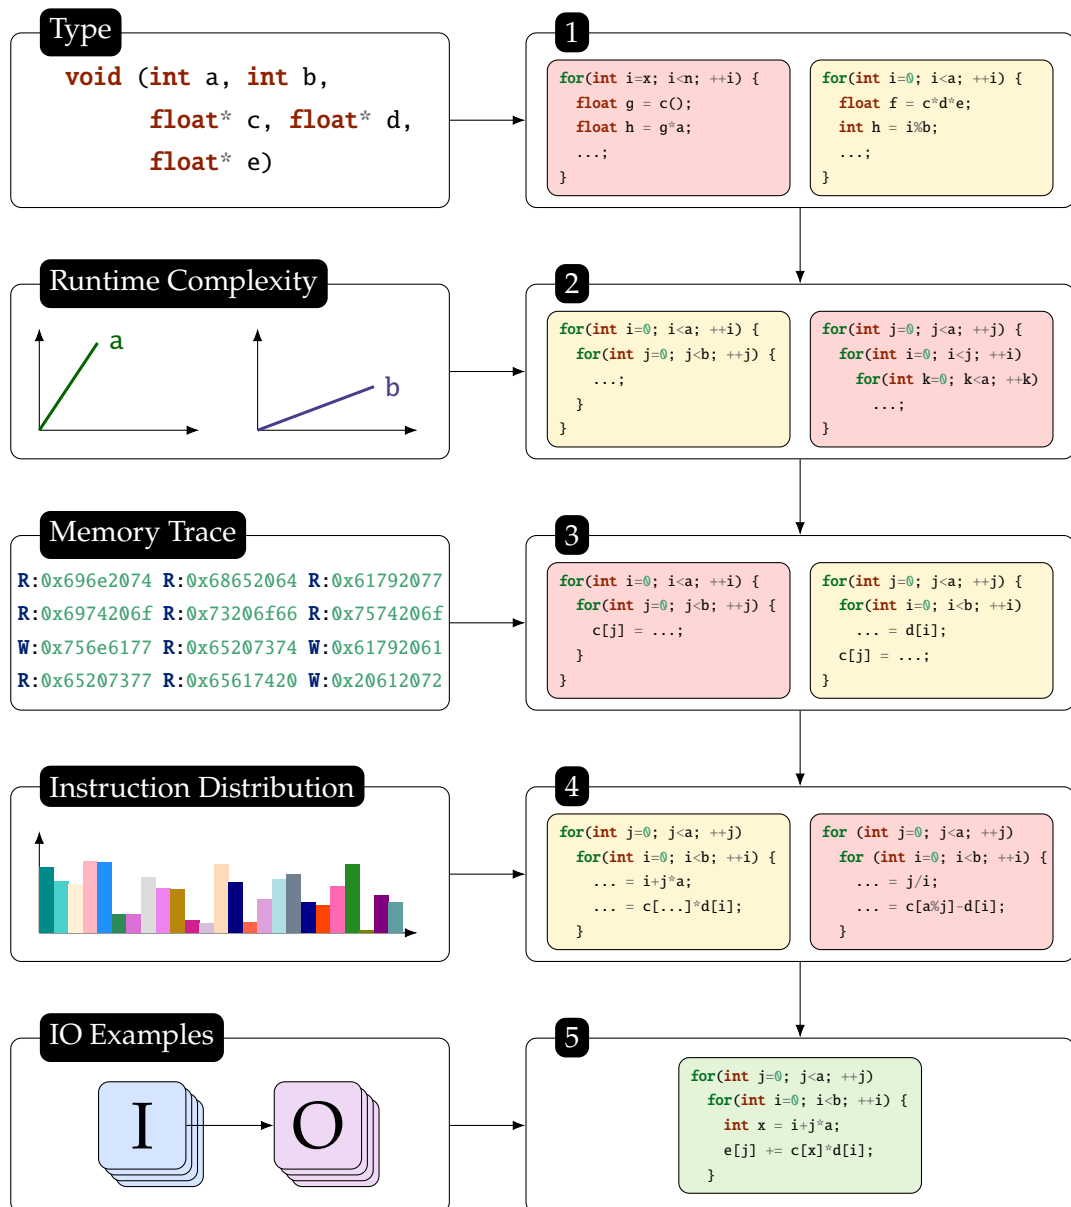 Type
void (int a, int b,
float* c, float* d,
float* e)
1
for(int i=x; i<n; ++i) {
float g = c();
float h = g*a;
...;
}
for(int i=0; i<a; ++i) {
float f = c*d*e;
int h = i%b;
...;
}
Runtime Complexity
a
b
2
for(int i=0; i<a; ++i) {
for(int j=0; j<b; ++j) {
...;
}
}
for(int j=0; j<a; ++j) {
for(int i=0; i<j; ++i)
for(int k=0; k<a; ++k)
...;
}
Memory Trace
R:0x696e2074 R:0x68652064 R:0x61792077
R:0x6974206f R:0x73206f66 R:0x7574206f
W:0x756e6177 R:0x65207374 W:0x61792061
R:0x65207377 R:0x65617420 W:0x20612072
3
for(int i=0; i<a; ++i) {
for(int j=0; j<b; ++j) {
c[j] = ...;
}
}
for(int j=0; j<a; ++j) {
for(int i=0; i<b; ++i)
... = d[i];
c[j] = ...;
}
Instruction Distribution
4
for(int j=0; j<a; ++j)
for(int i=0; i<b; ++i) {
... = i+j*a;
... = c[...]*d[i];
}
for (int j=0; j<a; ++j)
for (int i=0; i<b; ++i) {
... = j/i;
... = c[a%j]-d[i];
}
IO Examples
I
O
5
for(int j=0; j<a; ++j)
for(int i=0; i<b; ++i) {
int x = i+j*a;
e[j] += c[x]*d[i];
}